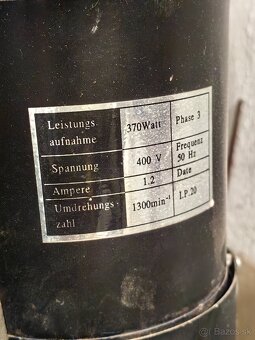 Leistungs
aufnahme
370Watt
Phase 3
Spannung
400 V
Frequenz
50 Hz
Ampere
1.2
Date
Umdrehungs-
zahl
1300min⁻¹
I.P.20
bazos.sk